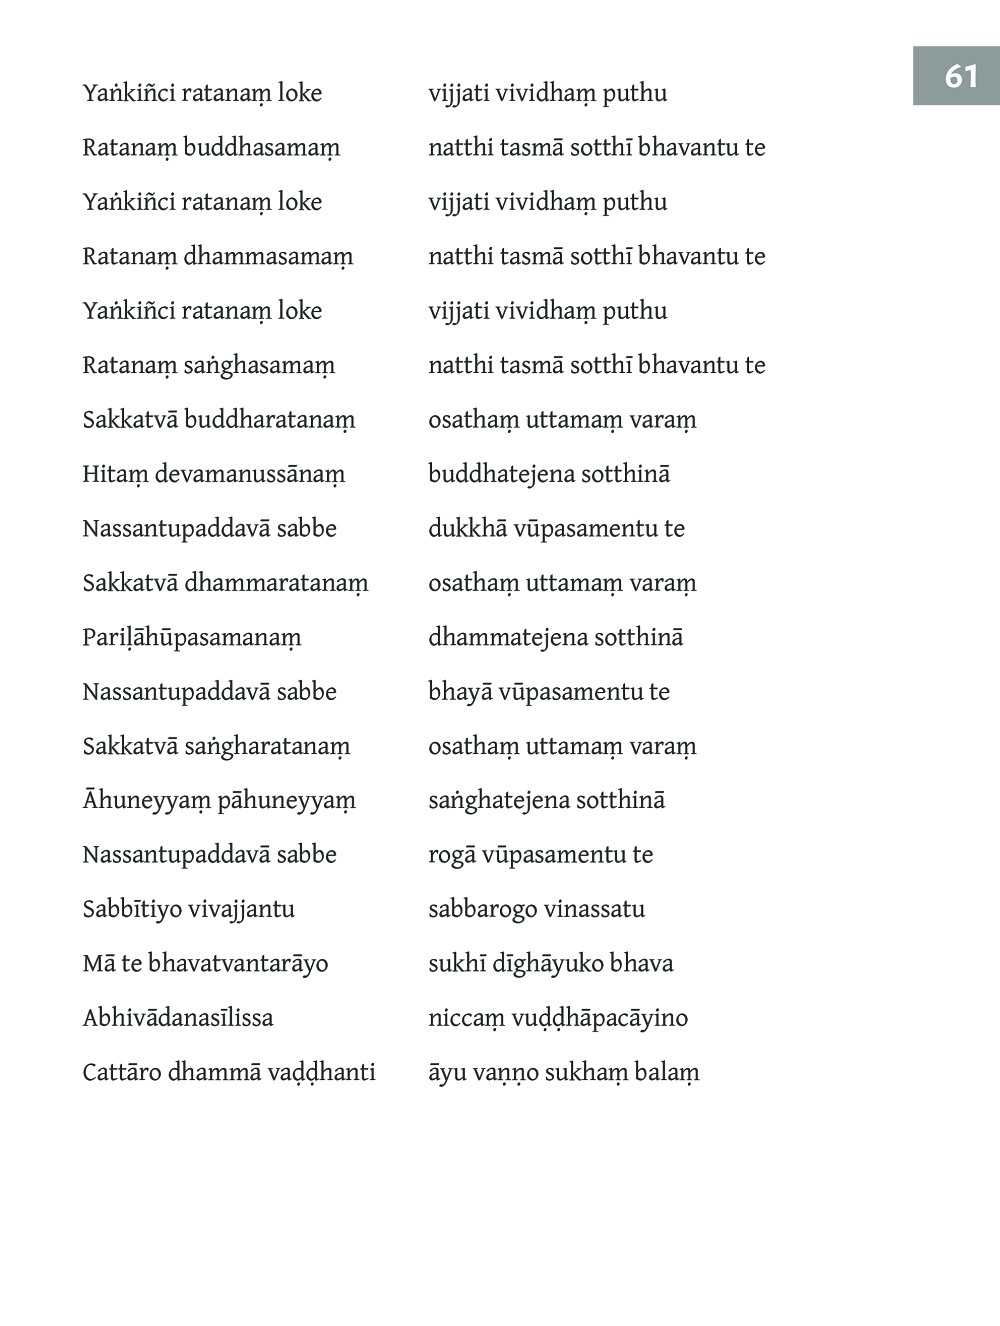 61
Yaṅkiñci ratanaṃ loke vijjati vividhaṃ puthu
Ratanaṃ buddhasamaṃ natthi tasmā sotthī bhavantu te
Yaṅkiñci ratanaṃ loke vijjati vividhaṃ puthu
Ratanaṃ dhammasamaṃ natthi tasmā sotthī bhavantu te
Yaṅkiñci ratanaṃ loke vijjati vividhaṃ puthu
Ratanaṃ saṅghasamaṃ natthi tasmā sotthī bhavantu te
Sakkatvā buddharatanaṃ osathaṃ uttamaṃ varaṃ
Hitaṃ devamanussānaṃ buddhatejena sotthinā
Nassantupaddavā sabbe dukkhā vūpasamentu te
Sakkatvā dhammaratanaṃ osathaṃ uttamaṃ varaṃ
Pariḷāhūpasamanaṃ dhammatejena sotthinā
Nassantupaddavā sabbe bhayā vūpasamentu te
Sakkatvā saṅgharatanaṃ osathaṃ uttamaṃ varaṃ
Āhuneyyaṃ pāhuneyyaṃ saṅghatejena sotthinā
Nassantupaddavā sabbe rogā vūpasamentu te
Sabbītiyo vivajjantu sabbarogo vinassatu
Mā te bhavatvantarāyo sukhī dīghāyuko bhava
Abhivādanasīlissa niccaṃ vuḍḍhāpacāyino
Cattāro dhammā vaḍḍhanti āyu vaṇṇo sukhaṃ balaṃ